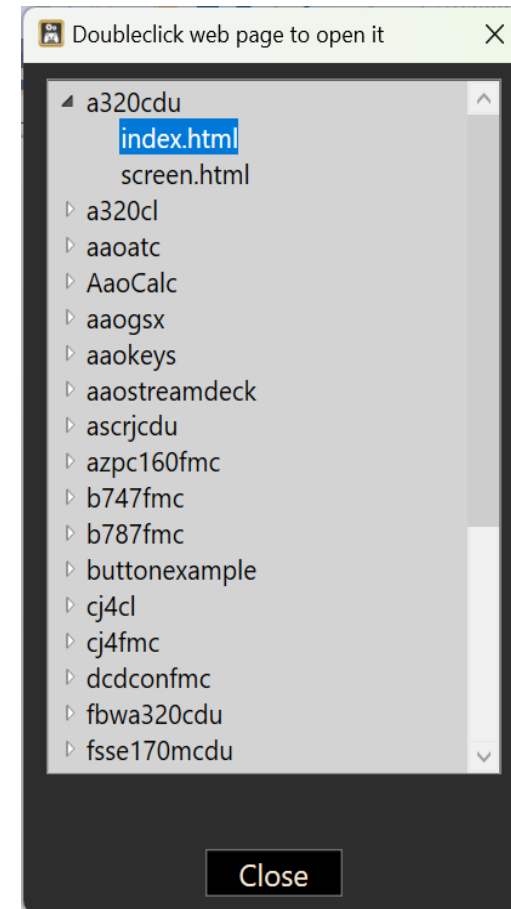 Doubleclick web page to open it
a320cdu
index.html
screen.html
a320cl
aaoatc
AaoCalc
aaogsx
aaokeys
aaostreamdeck
ascrjcdu
azpc160fmc
b747fmc
b787fmc
buttonexample
cj4cl
cj4fmc
dcdconfmc
fbwa320cdu
fsse170mcdu
Close